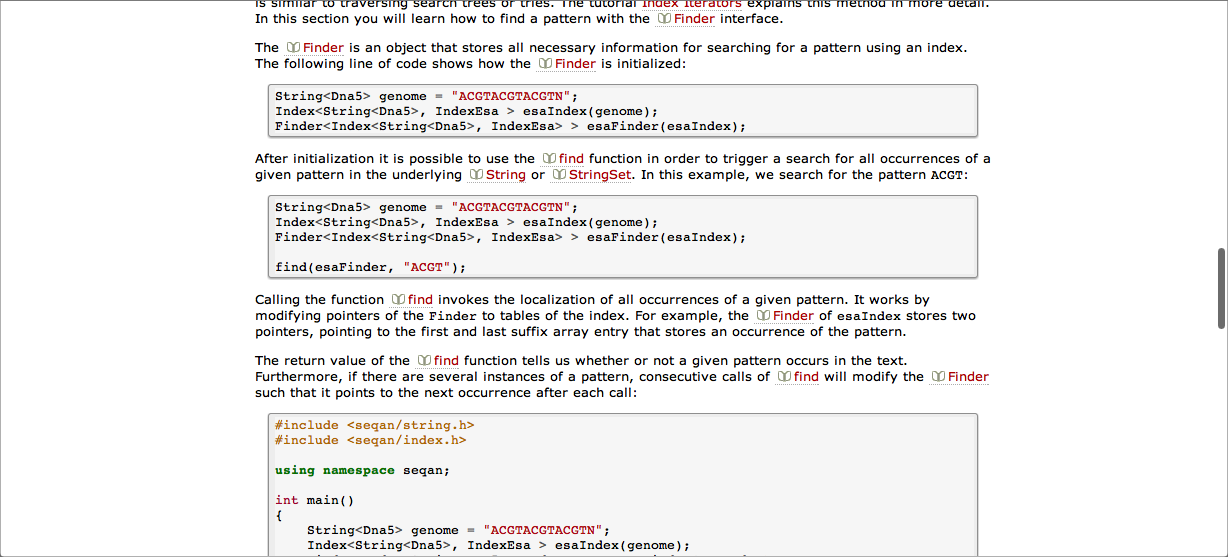 is similar to traversing search trees or tries. The tutorial Index Iterators explains this method in more detail.
In this section you will learn how to find a pattern with the Finder interface.
The Finder is an object that stores all necessary information for searching for a pattern using an index.
The following line of code shows how the Finder is initialized:
String<Dna5> genome = "ACGTACGTACGTN";
Index<String<Dna5>, IndexEsa > esaIndex(genome);
Finder<Index<String<Dna5>, IndexEsa> > esaFinder(esaIndex);
After initialization it is possible to use the find function in order to trigger a search for all occurrences of a
given pattern in the underlying String or StringSet. In this example, we search for the pattern ACGT:
String<Dna5> genome = "ACGTACGTACGTN";
Index<String<Dna5>, IndexEsa > esaIndex(genome);
Finder<Index<String<Dna5>, IndexEsa> > esaFinder(esaIndex);
find(esaFinder, "ACGT");
Calling the function find invokes the localization of all occurrences of a given pattern. It works by
modifying pointers of the Finder to tables of the index. For example, the Finder of esaIndex stores two
pointers, pointing to the first and last suffix array entry that stores an occurrence of the pattern.
The return value of the find function tells us whether or not a given pattern occurs in the text.
Furthermore, if there are several instances of a pattern, consecutive calls of find will modify the Finder
such that it points to the next occurrence after each call:
#include <seqan/string.h>
#include <seqan/index.h>
using namespace seqan;
int main()
{
String<Dna5> genome = "ACGTACGTACGTN";
Index<String<Dna5>, IndexEsa > esaIndex(genome);